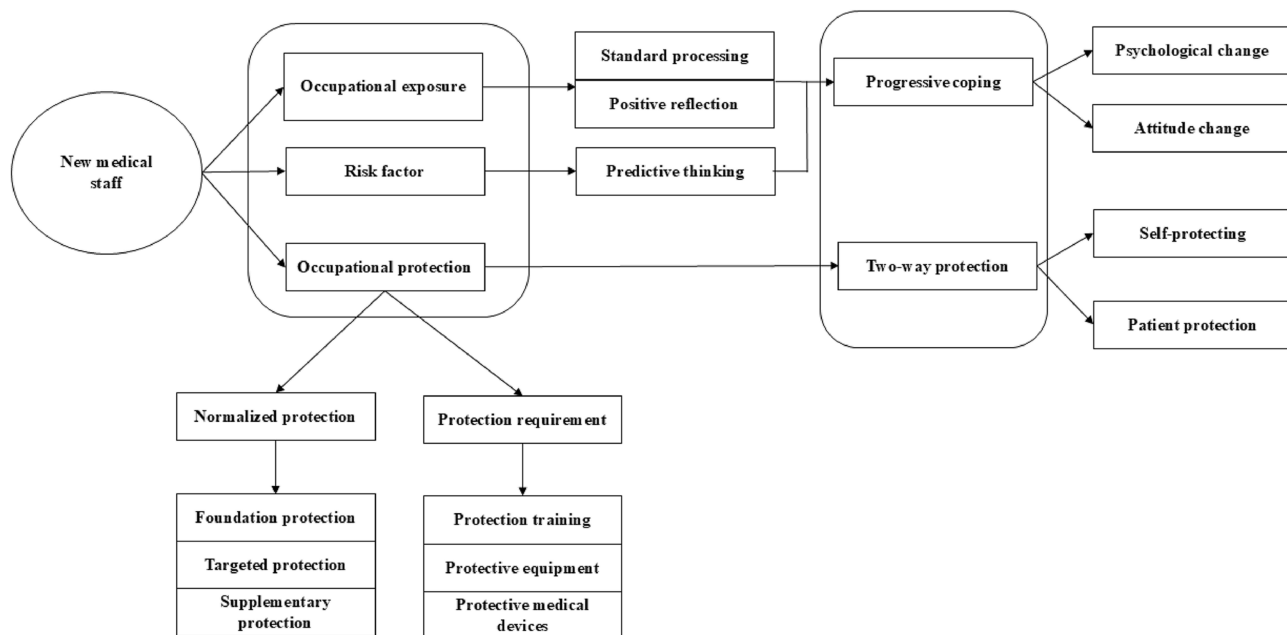 New medical
staff
Occupational exposure
Risk factor
Occupational protection
Standard processing
Positive reflection
Predictive thinking
Progressive coping
Two-way protection
Psychological change
Attitude change
Self-protecting
Patient protection
Normalized protection
Foundation protection
Targeted protection
Supplementary
protection
Protection requirement
Protection training
Protective equipment
Protective medical
devices